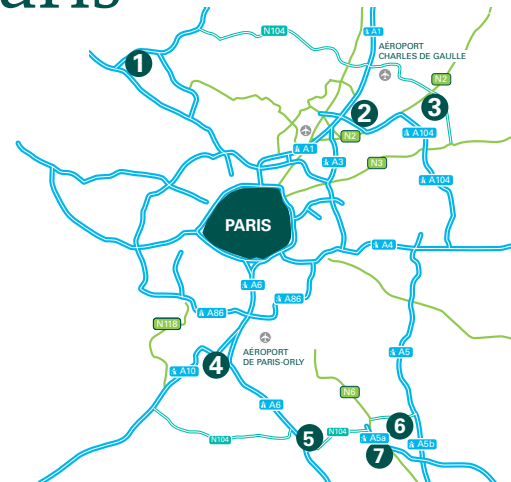 aris
N104
A1
AÉROPORT
CHARLES DE GAULLE
1
N2
2
3
A104
N2
A1
A3
N3
A104
PARIS
A4
A6
A86
A86
N118
AÉROPORT
DE PARIS-ORLY
A5
4
A10
N6
A6
6
N104
5
N104
A5a
A5b
7